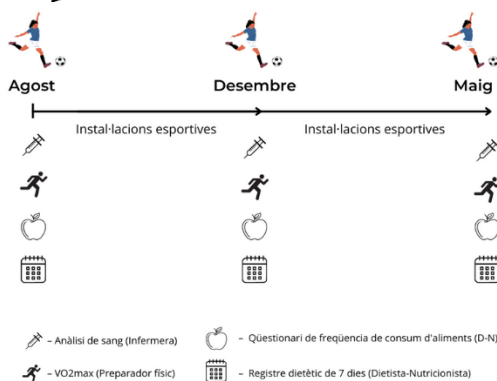 Agost Desembre Maig
Instal·lacions esportives Instal·lacions esportives
– Anàlisi de sang (Infermera) – Qüestionari de freqüència de consum d'aliments (D-N)
– VO2max (Preparador físic) – Registre dietètic de 7 dies (Dietista-Nutricionista)